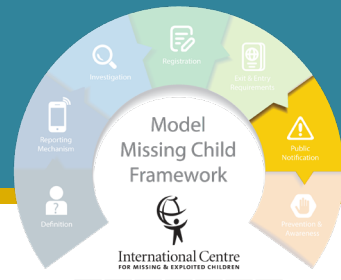 Registration
Investigation
Exit & Entry
Requirements
Reporting
Mechanism
Public
Notification
Definition
Prevention &
Awareness
Model
Missing Child
Framework
International Centre
FOR MISSING & EXPLOITED CHILDREN